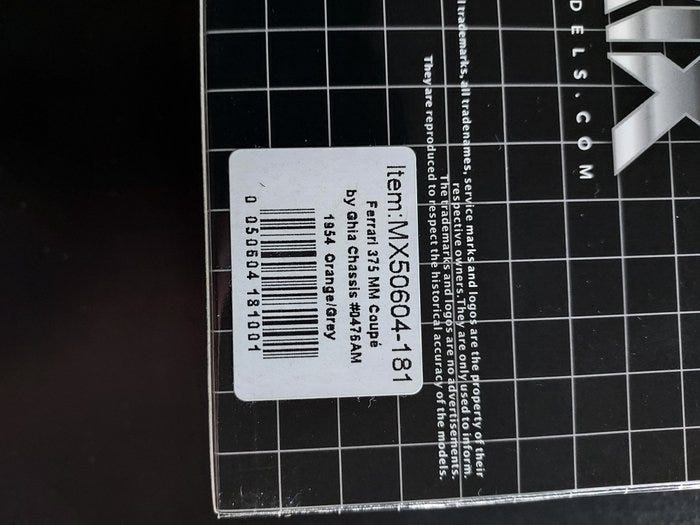 IX
DELS.COM
l trademarks, all tradenames, service marks and logos are the property of their
respective owners.They are only used to inform.
The trademarks and logos are no advertisements.
They are reproduced to respect the historical accuracy of the models.
Item:MX50604-181
Ferrari 375 MM Coupé
by Ghia Chassis #0476AM
1954 Orange/Grey
0 050604 181001